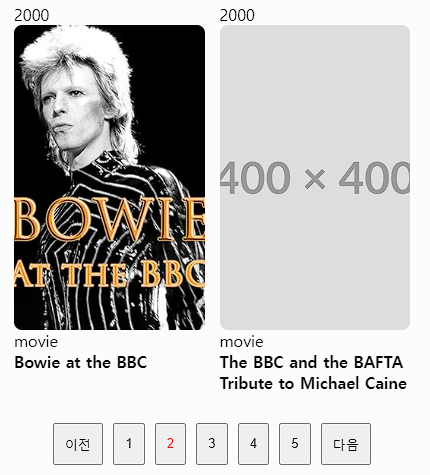 2000
2000
BOWIE
AT THE BBC
400 × 400
movie
Bowie at the BBC
movie
The BBC and the BAFTA
Tribute to Michael Caine
이전 1 2 3 4 5 다음